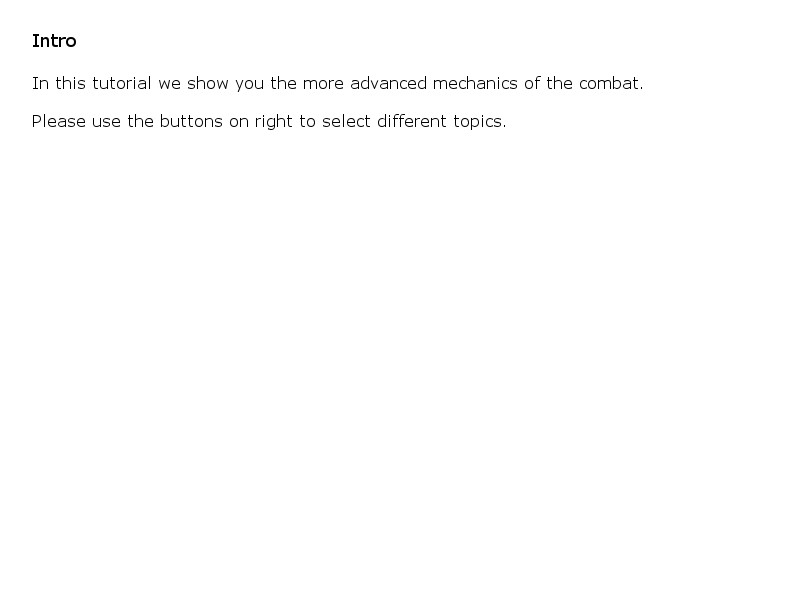 Intro
In this tutorial we show you the more advanced mechanics of the combat.
Please use the buttons on right to select different topics.